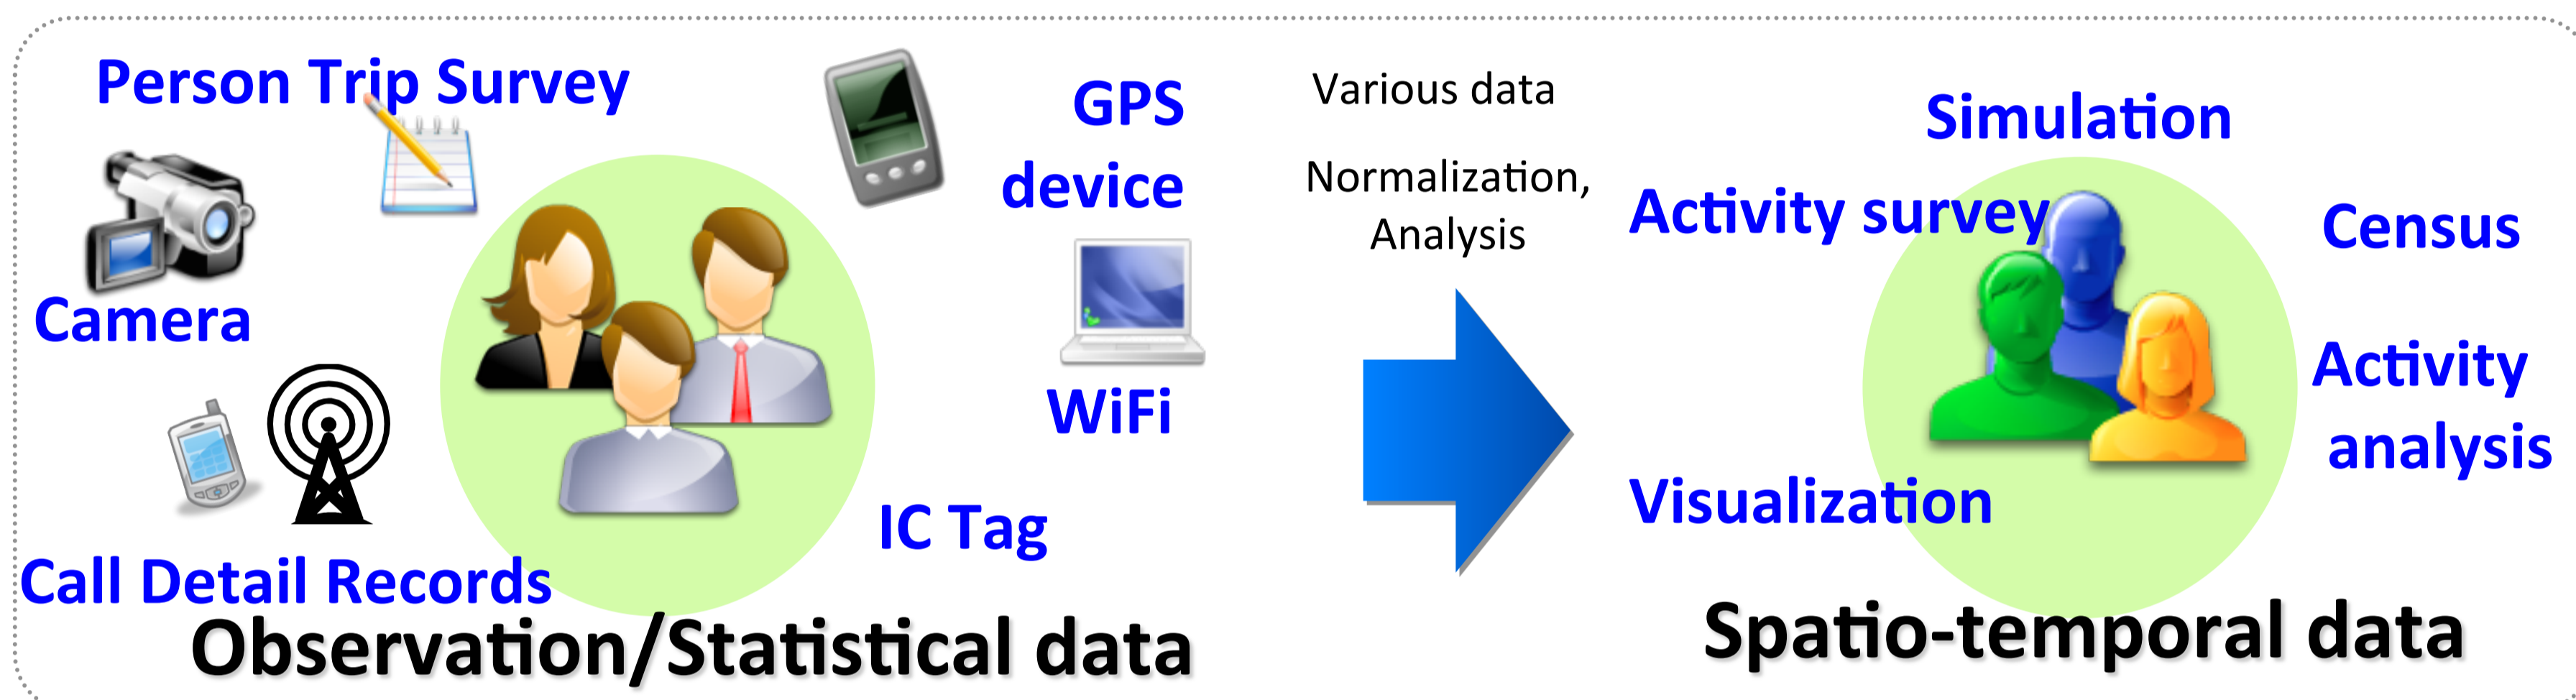 Person Trip Survey
Camera
Call Detail Records
GPS
device
WiFi
IC Tag
Observation/Statistical data
Various data
Normalization,
Analysis
Simulation
Activity survey
Census
Activity
analysis
Visualization
Spatio-temporal data